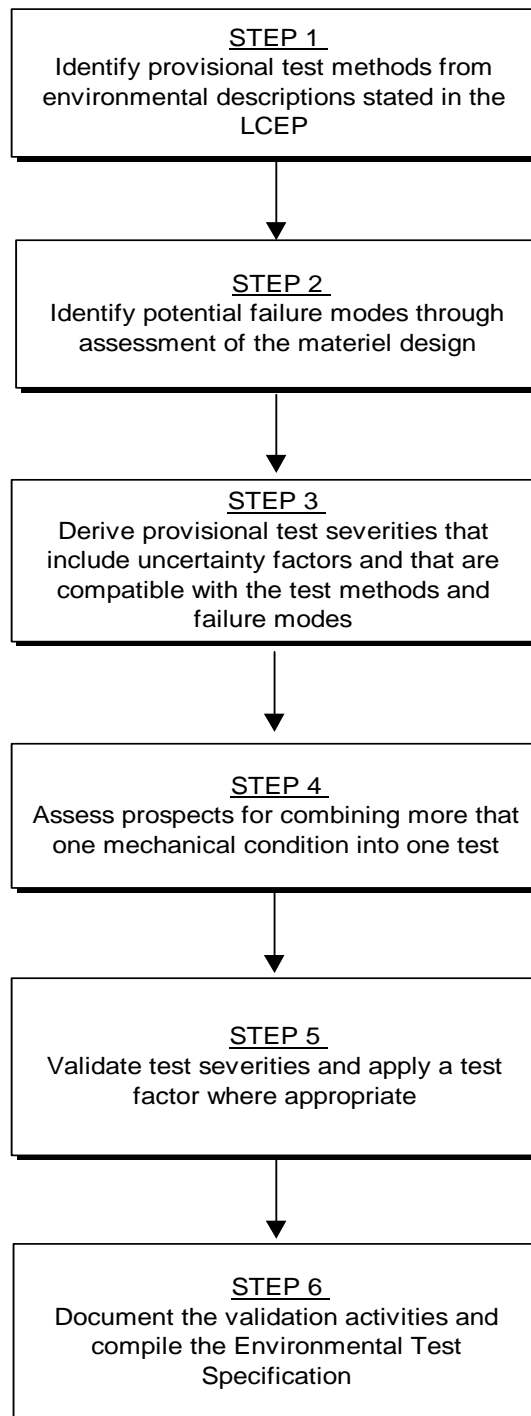 STEP 1
Identify provisional test methods from
environmental descriptions stated in the
LCEP
STEP 2
Identify potential failure modes through
assessment of the materiel design
STEP 3
Derive provisional test severities that
include uncertainty factors and that are
compatible with the test methods and
failure modes
STEP 4
Assess prospects for combining more that
one mechanical condition into one test
STEP 5
Validate test severities and apply a test
factor where appropriate
STEP 6
Document the validation activities and
compile the Environmental Test
Specification